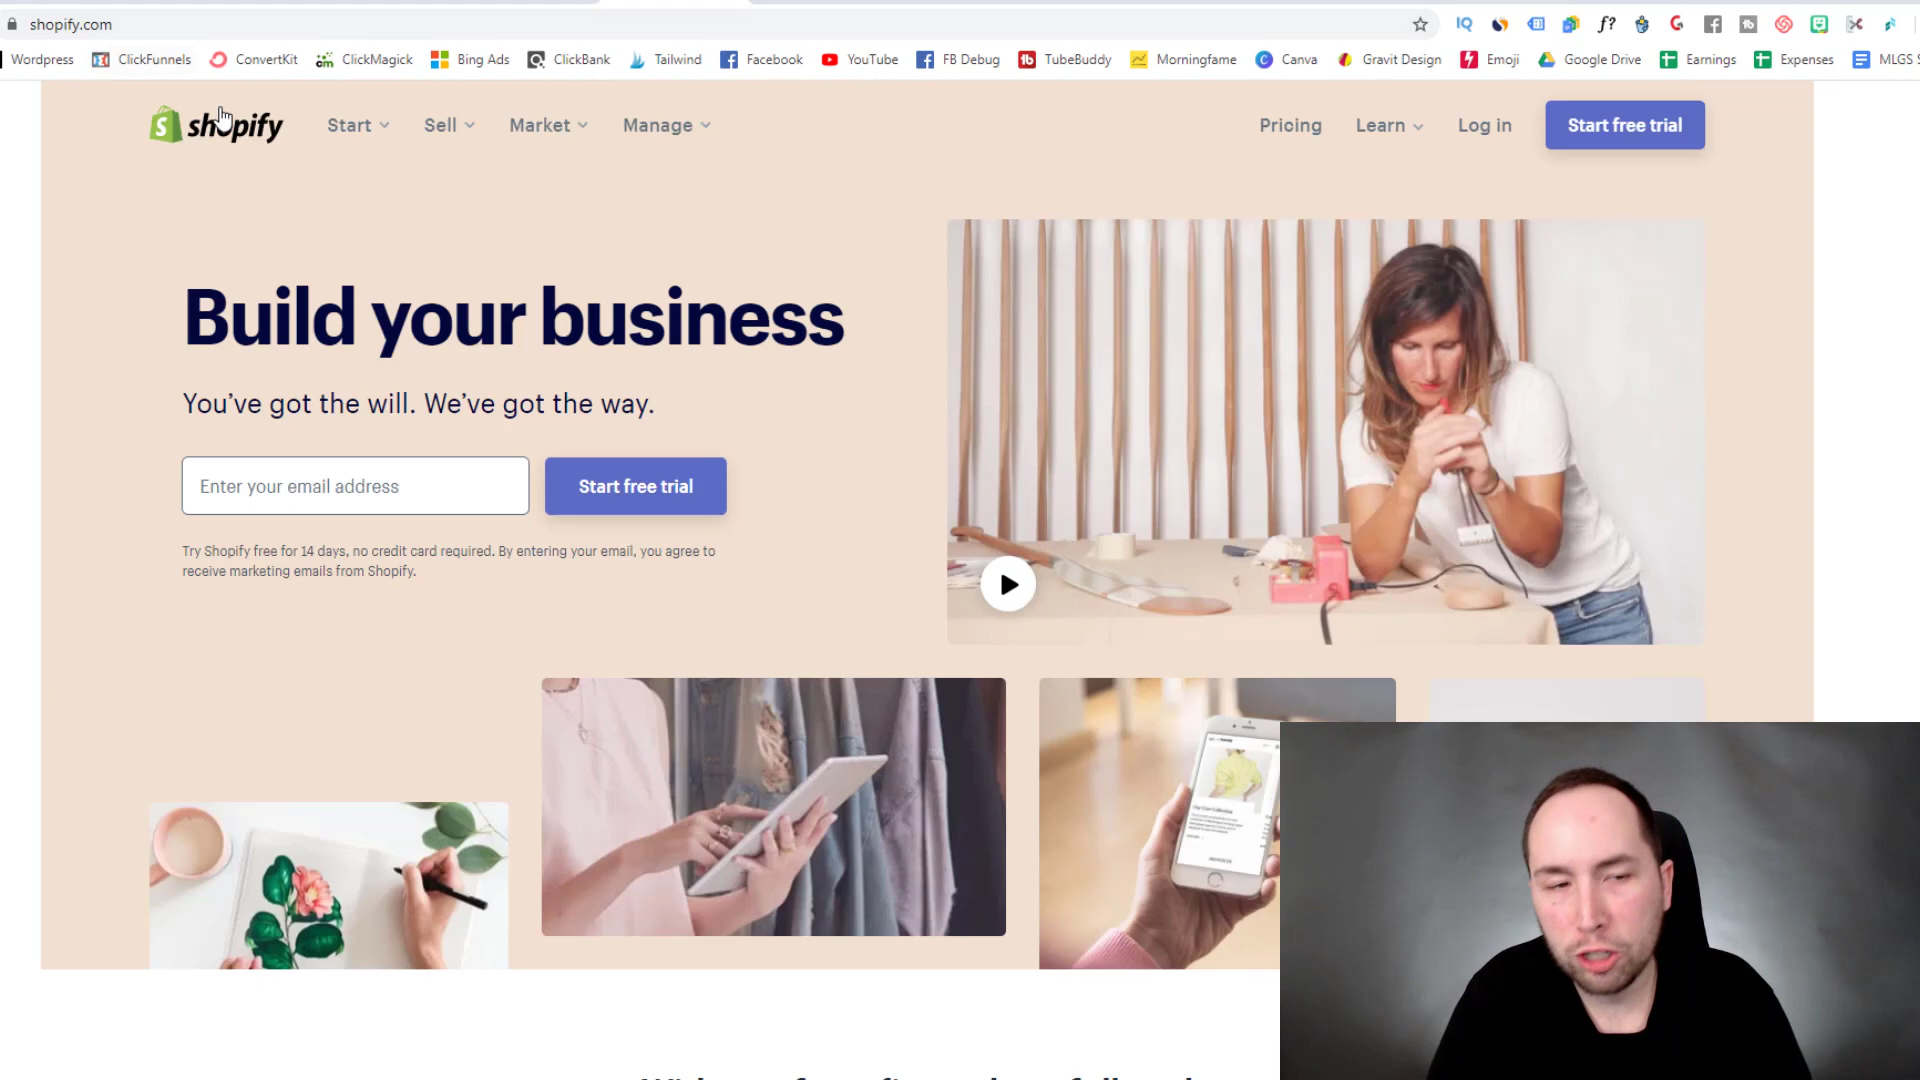 shopify.com
Wordpress ClickFunnels ConvertKit ClickMagick Bing Ads ClickBank Tailwind Facebook YouTube FB Debug TubeBuddy Morningfame Canva Gravit Design Emoji Google Drive Earnings Expenses MLGS
shopify Start Sell Market Manage Pricing Learn Log in Start free trial
Build your business
You've got the will. We've got the way.
Enter your email address Start free trial
Try Shopify free for 14 days, no credit card required. By entering your email, you agree to
receive marketing emails from Shopify.